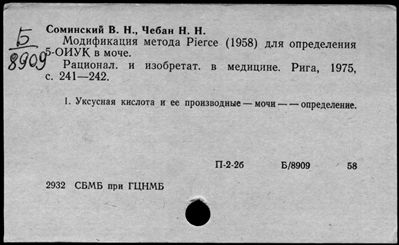 Б
8909
Соминский В. Н., Чебан Н. Н.
Модификация метода Pierce (1958) для определения
5-ОИУК в моче.
Рационал. и изобретат. в медицине. Рига, 1975,
с. 241—242.
1. Уксусная кислота и ее производные — мочи — — определение.
П-2-2б Б/8909 58
2932 СБМБ при ГЦНМБ